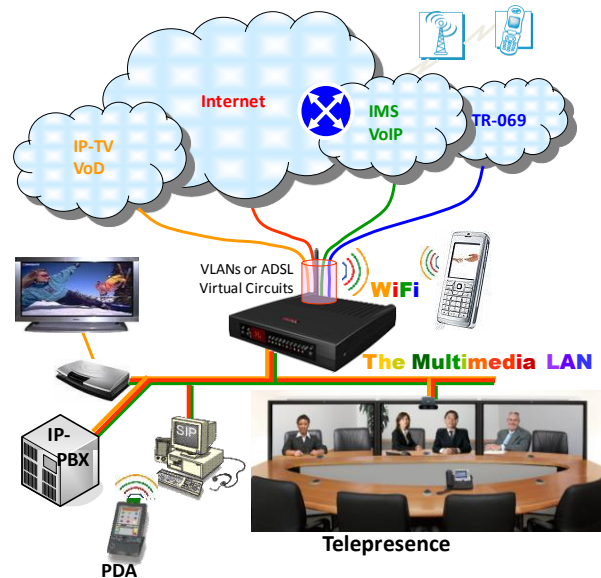 Internet
IMS
VoIP
TR-069
IP-TV
VoD
VLANs or ADSL
Virtual Circuits
WiFi
The Multimedia LAN
SIP
IP-
PBX
Telepresence
PDA